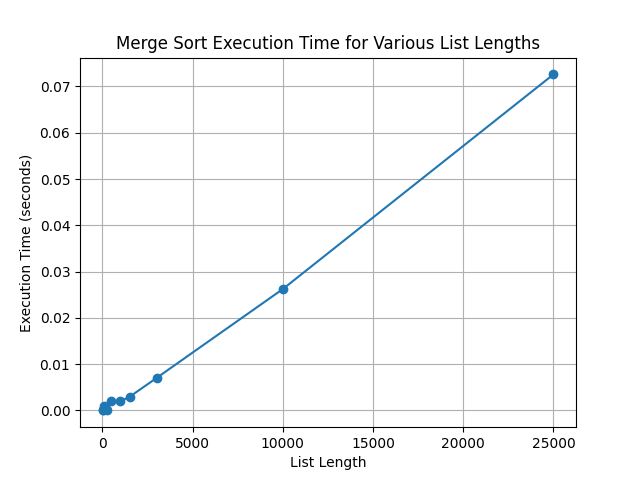 Merge Sort Execution Time for Various List Lengths
0.07
0.06
0.05
0.04
0.03
0.02
0.01
0.00
Execution Time (seconds)
0 5000 10000 15000 20000 25000
List Length